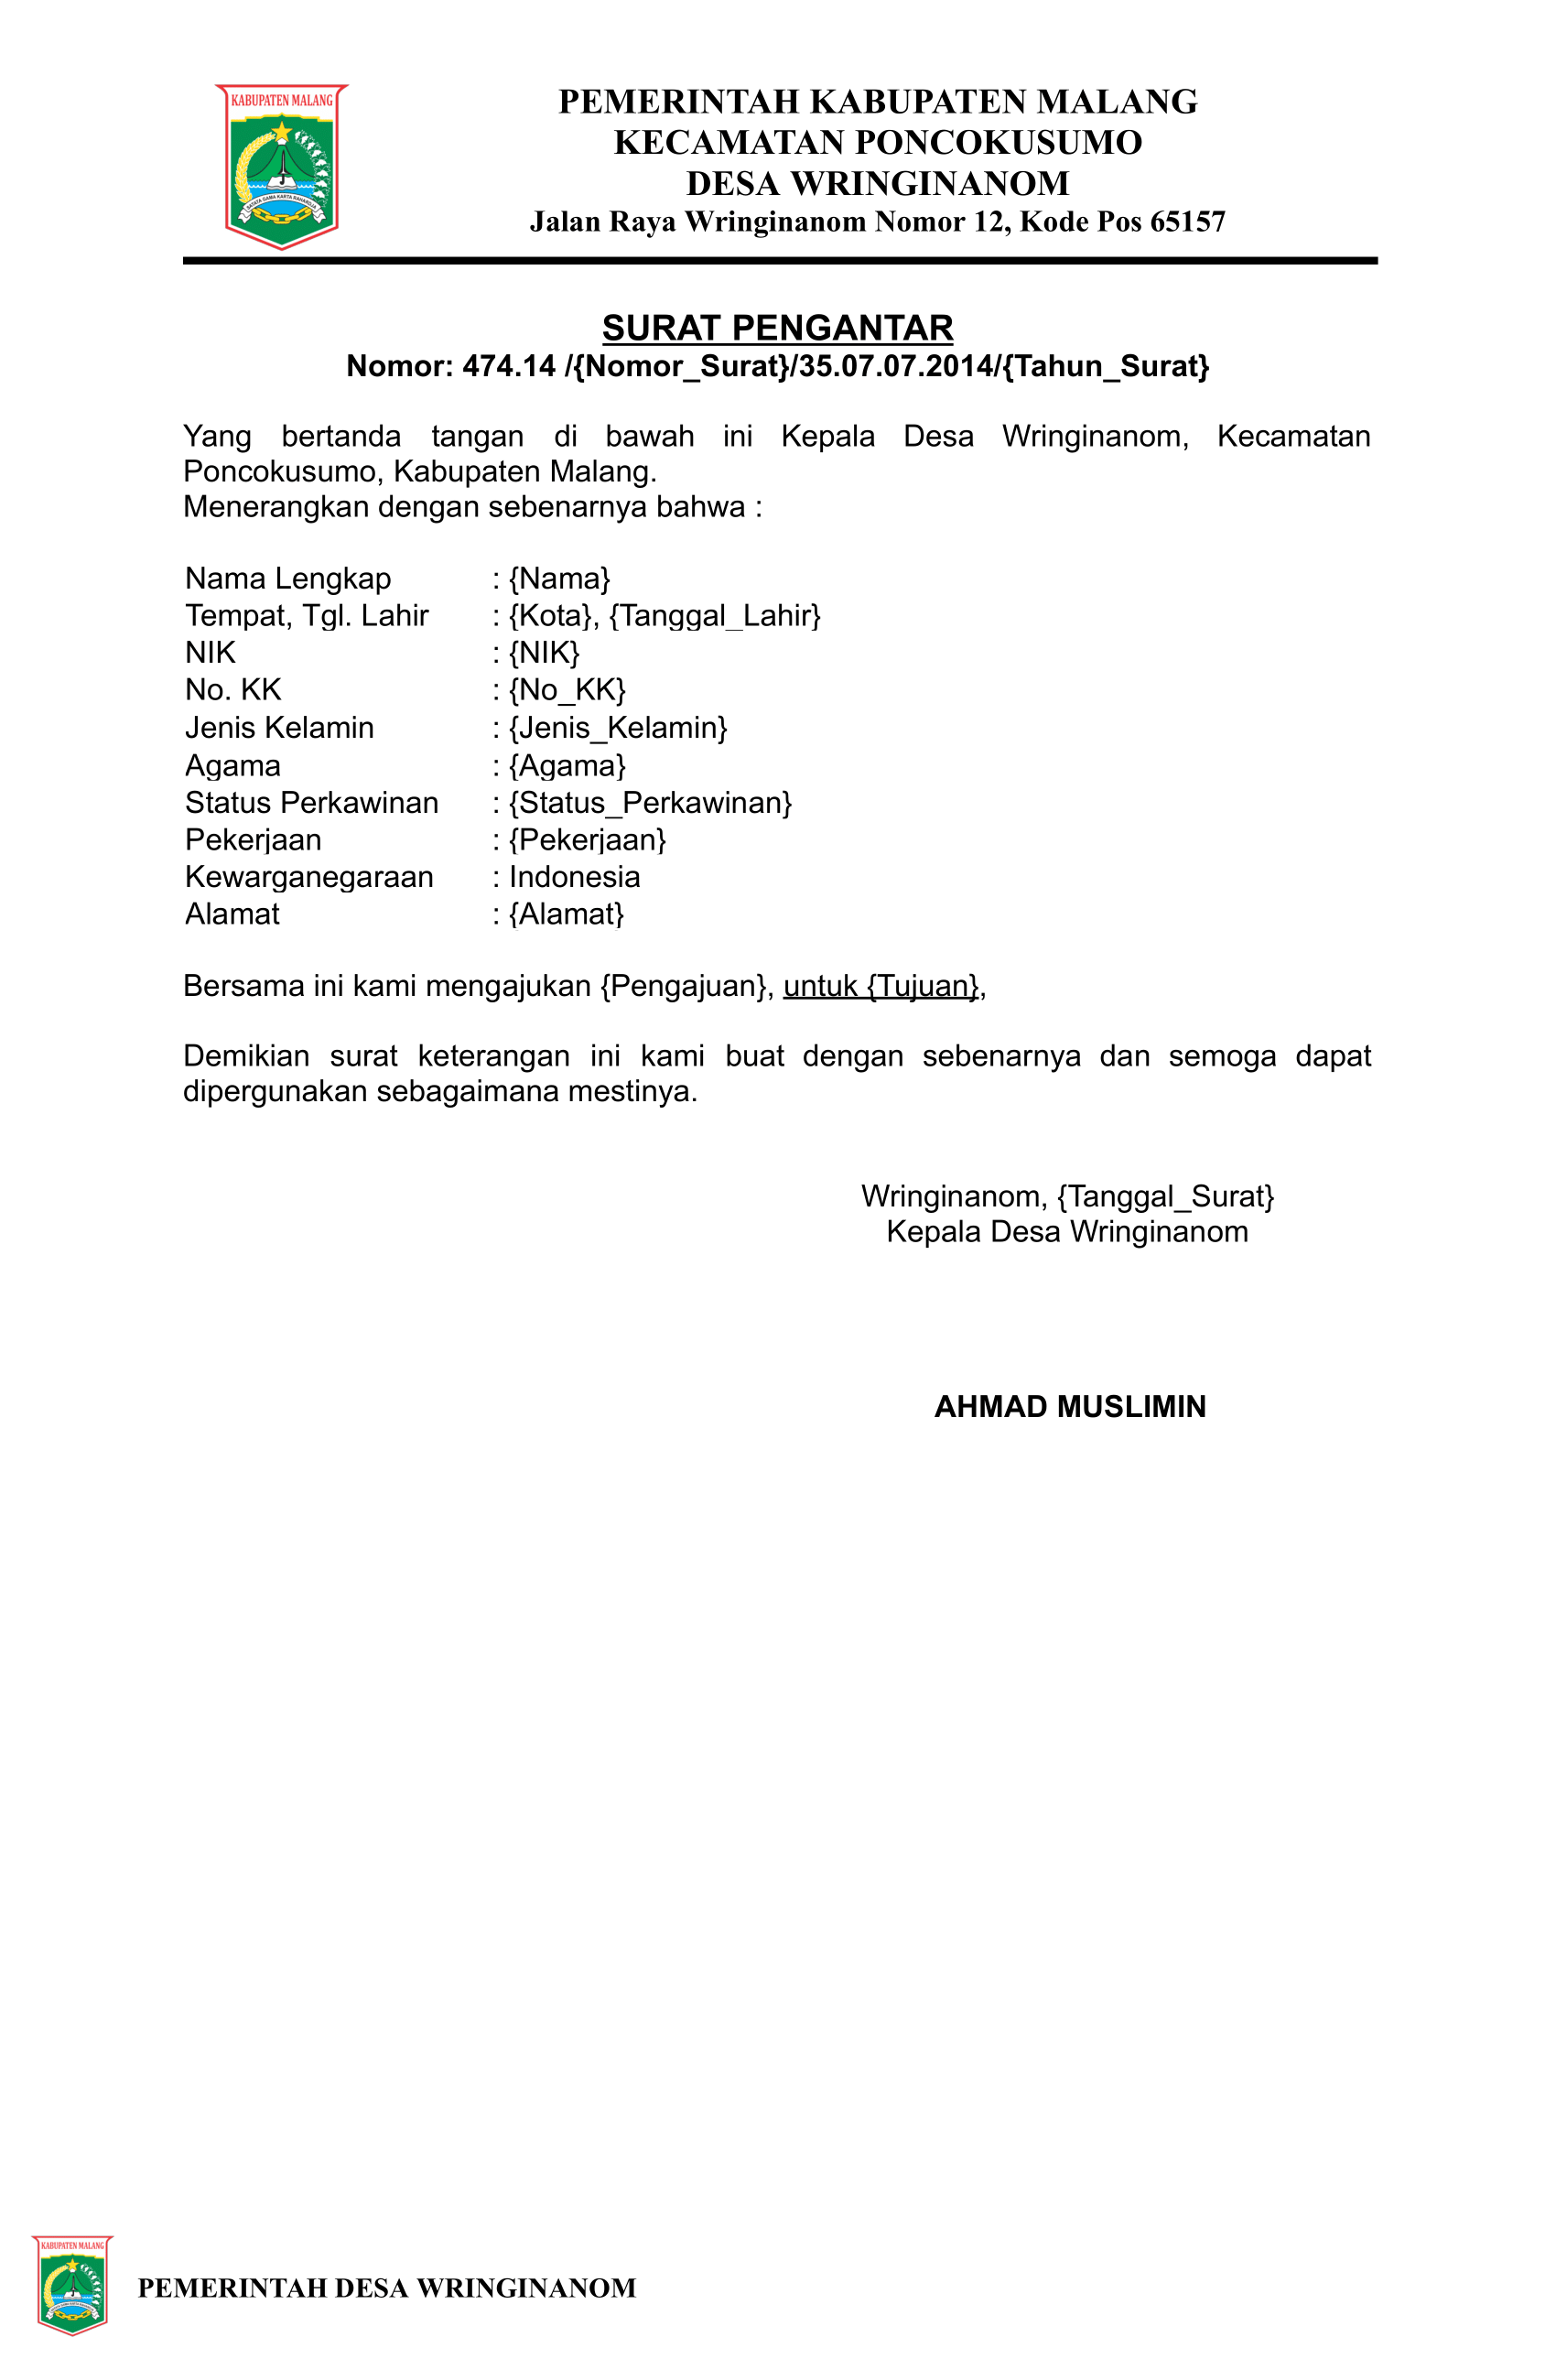 KABUPATEN MALANG
SATATA GAMA KARTA RAHARDJA
PEMERINTAH KABUPATEN MALANG
KECAMATAN PONCOKUSUMO
DESA WRINGINANOM
Jalan Raya Wringinanom Nomor 12, Kode Pos 65157
SURAT PENGANTAR
Nomor: 474.14 /{Nomor_Surat}/35.07.07.2014/{Tahun_Surat}
Yang bertanda tangan di bawah ini Kepala Desa Wringinanom, Kecamatan
Poncokusumo, Kabupaten Malang.
Menerangkan dengan sebenarnya bahwa :
Nama Lengkap : {Nama}
Tempat, Tgl. Lahir : {Kota}, {Tanggal_Lahir}
NIK : {NIK}
No. KK : {No_KK}
Jenis Kelamin : {Jenis_Kelamin}
Agama : {Agama}
Status Perkawinan : {Status_Perkawinan}
Pekerjaan : {Pekerjaan}
Kewarganegaraan : Indonesia
Alamat : {Alamat}
Bersama ini kami mengajukan {Pengajuan}, untuk {Tujuan},
Demikian surat keterangan ini kami buat dengan sebenarnya dan semoga dapat
dipergunakan sebagaimana mestinya.
Wringinanom, {Tanggal_Surat}
Kepala Desa Wringinanom
AHMAD MUSLIMIN
KABUPATEN MALANG
PEMERINTAH DESA WRINGINANOM